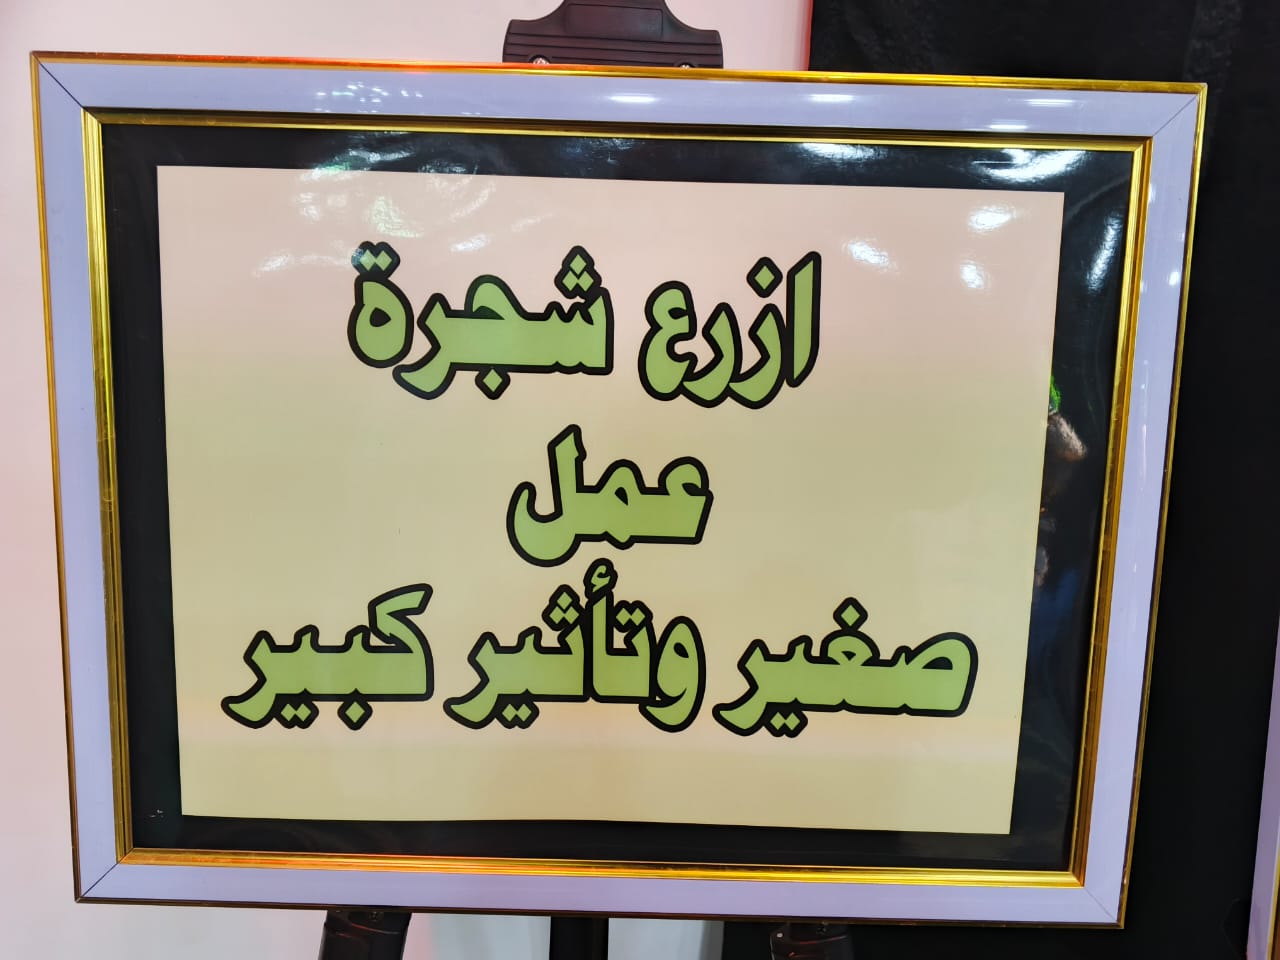 ازرع شجرة
عمل
صغير وتأثير كبير